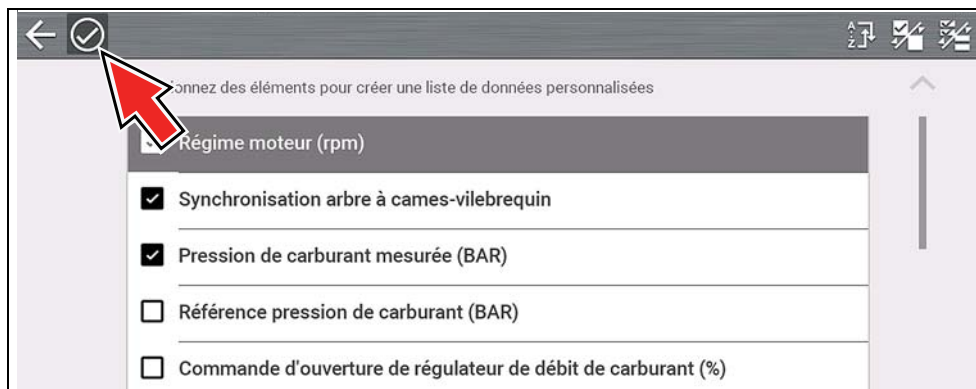 A
Z
onnez des éléments pour créer une liste de données personnalisées
Régime moteur (rpm)
Synchronisation arbre à cames-vilebrequin
Pression de carburant mesurée (BAR)
Référence pression de carburant (BAR)
Commande d'ouverture de régulateur de débit de carburant (%)